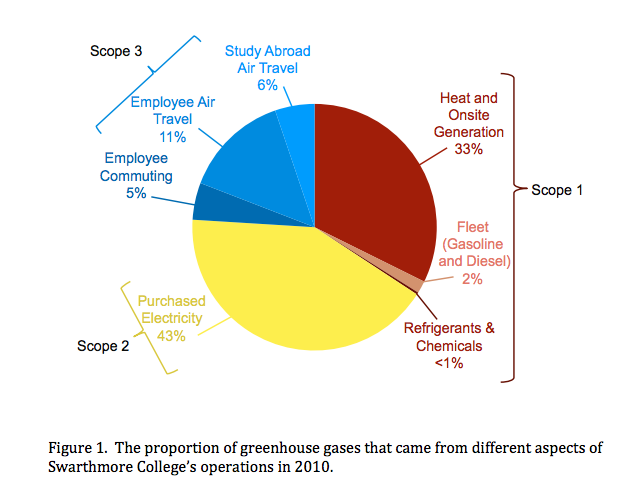 Scope 3
Study Abroad
Air Travel
6%
Employee Air
Travel
11%
Employee
Commuting
5%
Heat and
Onsite
Generation
33%
Scope 1
Fleet
(Gasoline
and Diesel)
2%
Purchased
Electricity
43%
Scope 2
Refrigerants &
Chemicals
<1%
Figure 1.  The proportion of greenhouse gases that came from different aspects of
Swarthmore College's operations in 2010.